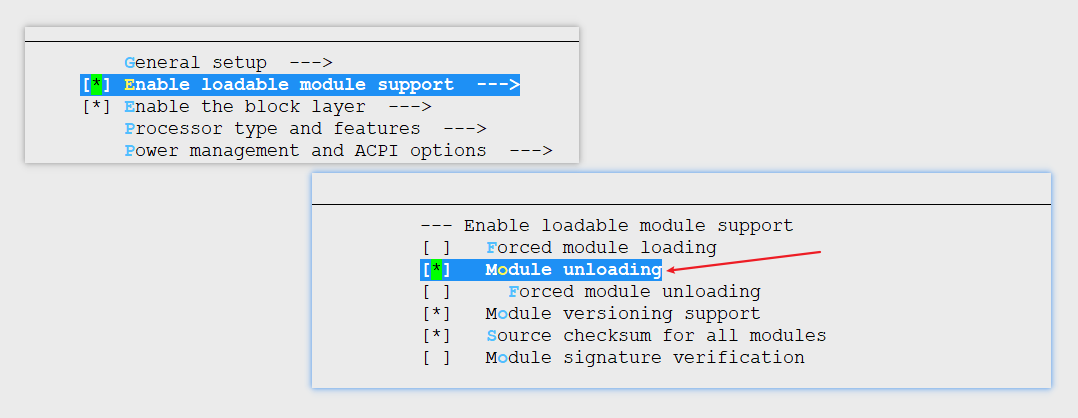 General setup  --->
[*] Enable loadable module support  --->
[*] Enable the block layer  --->
Processor type and features  --->
Power management and ACPI options  --->
--- Enable loadable module support
[ ]   Forced module loading
[*]   Module unloading
[ ]     Forced module unloading
[*]   Module versioning support
[*]   Source checksum for all modules
[ ]   Module signature verification